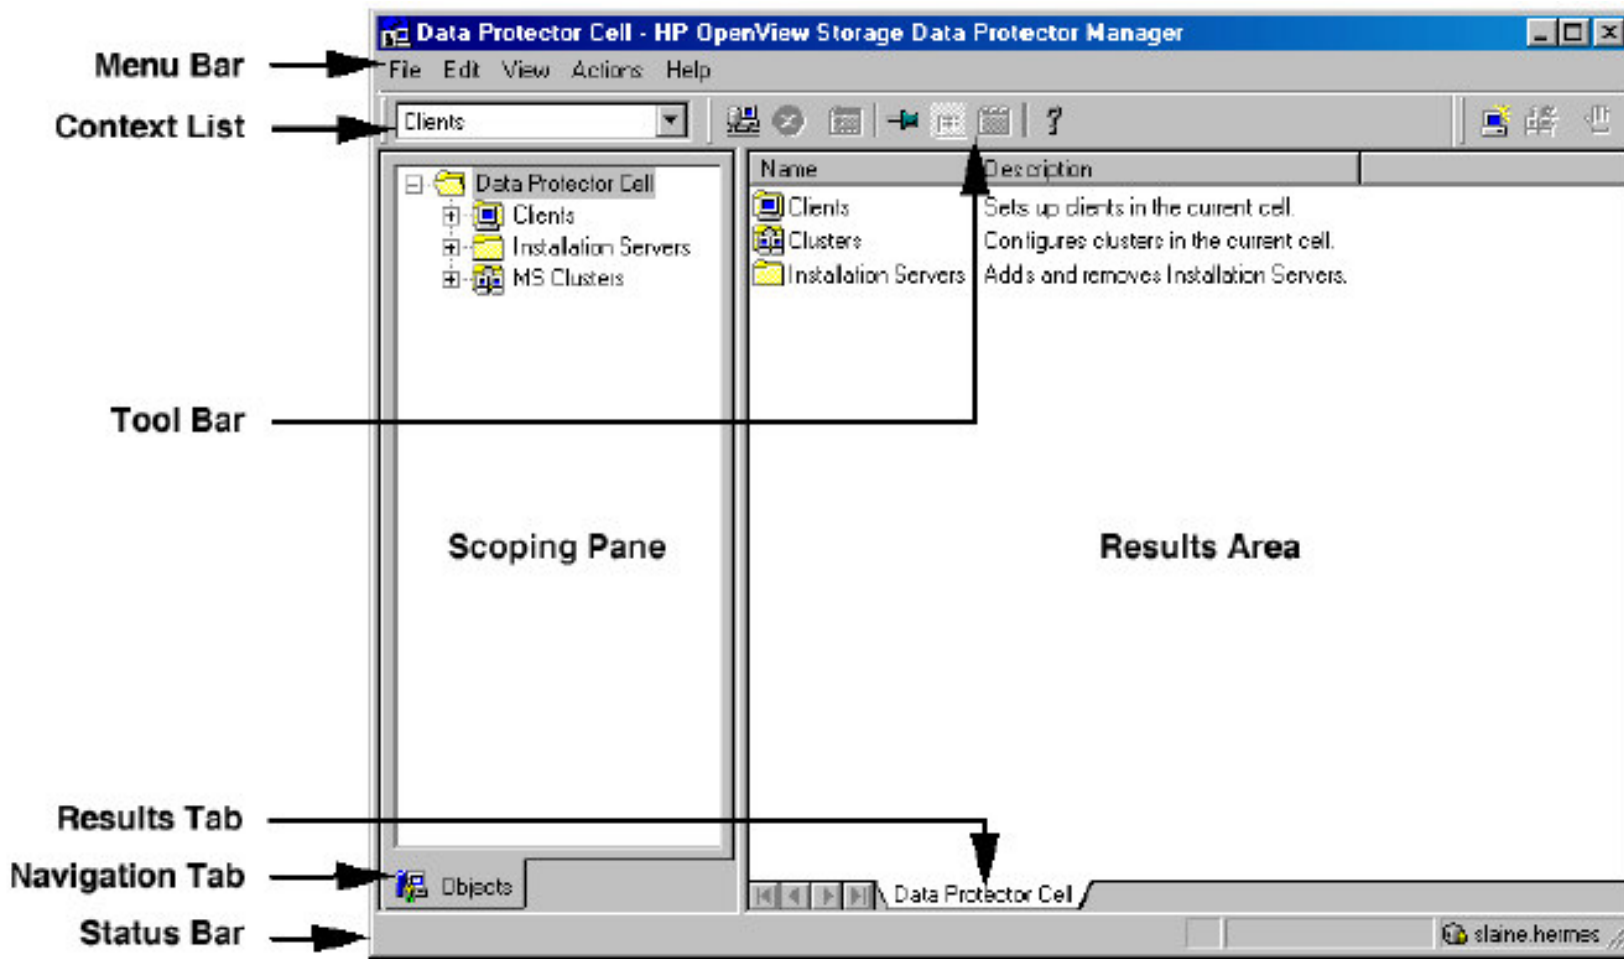 Data Protector Cell - HP OpenView Storage Data Protector Manager
Menu Bar
File Edit View Actions Help
Context List
Clients
?
Name Description
Data Protector Cell
Clients
Installation Servers
MS Clusters
Clients Sets up clients in the current cell.
Clusters Configures clusters in the current cell.
Installation Servers Adds and removes Installation Servers.
Tool Bar
Scoping Pane
Results Area
Results Tab
Navigation Tab
Objects
Data Protector Cell
Status Bar
slaine.hermes